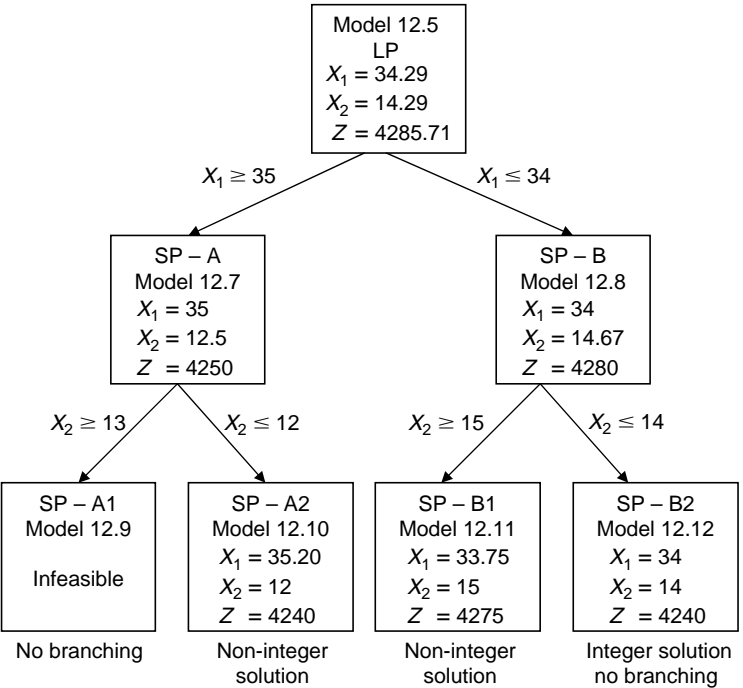 Model 12.5
LP
X₁ = 34.29
X₂ = 14.29
Z = 4285.71
X₁ ≥ 35
X₁ ≤ 34
SP – A
Model 12.7
X₁ = 35
X₂ = 12.5
Z = 4250
SP – B
Model 12.8
X₁ = 34
X₂ = 14.67
Z = 4280
X₂ ≥ 13
X₂ ≤ 12
X₂ ≥ 15
X₂ ≤ 14
SP – A1
Model 12.9
Infeasible
No branching
SP – A2
Model 12.10
X₁ = 35.20
X₂ = 12
Z = 4240
Non-integer
solution
SP – B1
Model 12.11
X₁ = 33.75
X₂ = 15
Z = 4275
Non-integer
solution
SP – B2
Model 12.12
X₁ = 34
X₂ = 14
Z = 4240
Integer solution
no branching